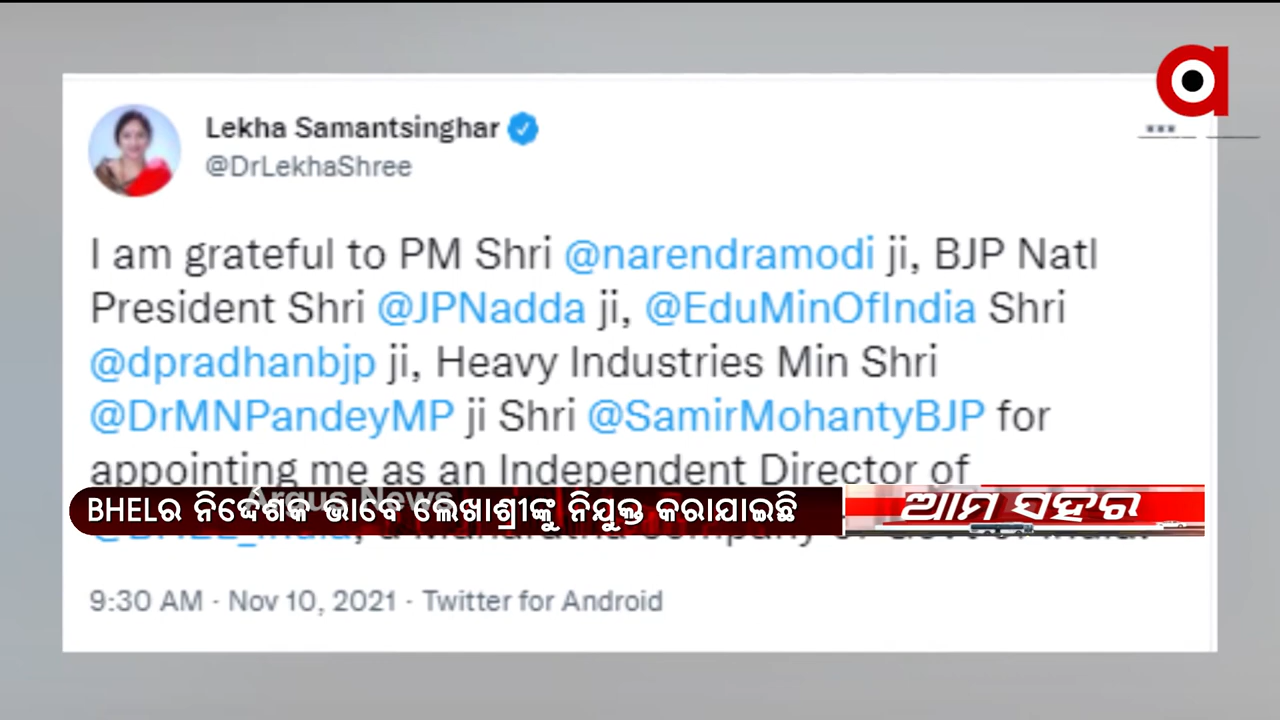 Lekha Samantsinghar
@DrLekhaShree
I am grateful to PM Shri @narendramodi ji, BJP Natl
President Shri @JPNadda ji, @EduMinOfIndia Shri
@dpradhanbjp ji, Heavy Industries Min Shri
@DrMNPandeyMP ji Shri @SamirMohantyBJP for
appointing me as an Independent Director of
Argus News
BHELର ନିର୍ଦ୍ଦେଶକ ଭାବେ ଲେଖାଶ୍ରୀଙ୍କୁ ନିଯୁକ୍ତ କରାଯାଇଛି
ଆମ ସହର
9:30 AM · Nov 10, 2021 · Twitter for Android